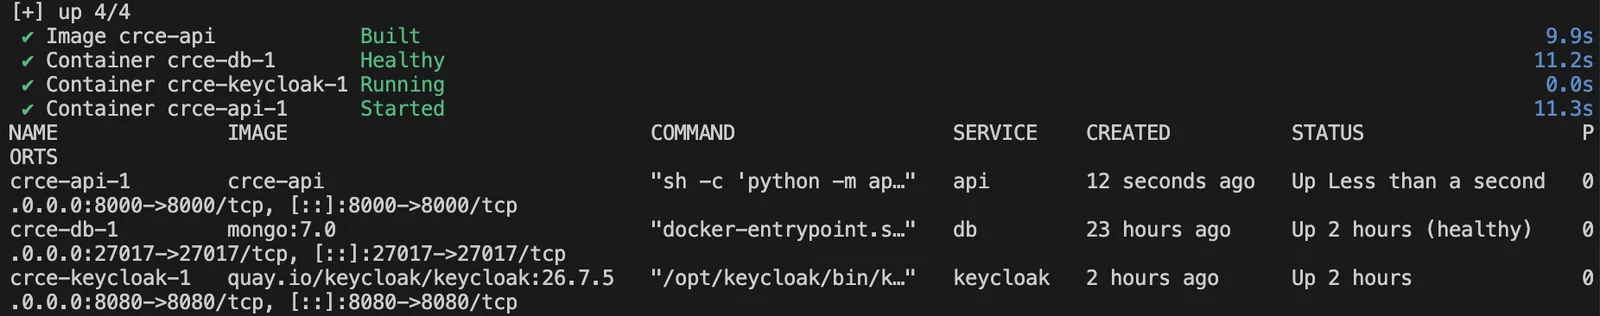 [+] up 4/4
✔ Image crce-api Built 9.9s
✔ Container crce-db-1 Healthy 11.2s
✔ Container crce-keycloak-1 Running 0.0s
✔ Container crce-api-1 Started 11.3s
NAME IMAGE COMMAND SERVICE CREATED STATUS P
ORTS
crce-api-1 crce-api "sh -c 'python -m ap…" api 12 seconds ago Up Less than a second 0
.0.0.0:8000->8000/tcp, [::]:8000->8000/tcp
crce-db-1 mongo:7.0 "docker-entrypoint.s…" db 23 hours ago Up 2 hours (healthy) 0
.0.0.0:27017->27017/tcp, [::]:27017->27017/tcp
crce-keycloak-1 quay.io/keycloak/keycloak:26.7.5 "/opt/keycloak/bin/k…" keycloak 2 hours ago Up 2 hours 0
.0.0.0:8080->8080/tcp, [::]:8080->8080/tcp